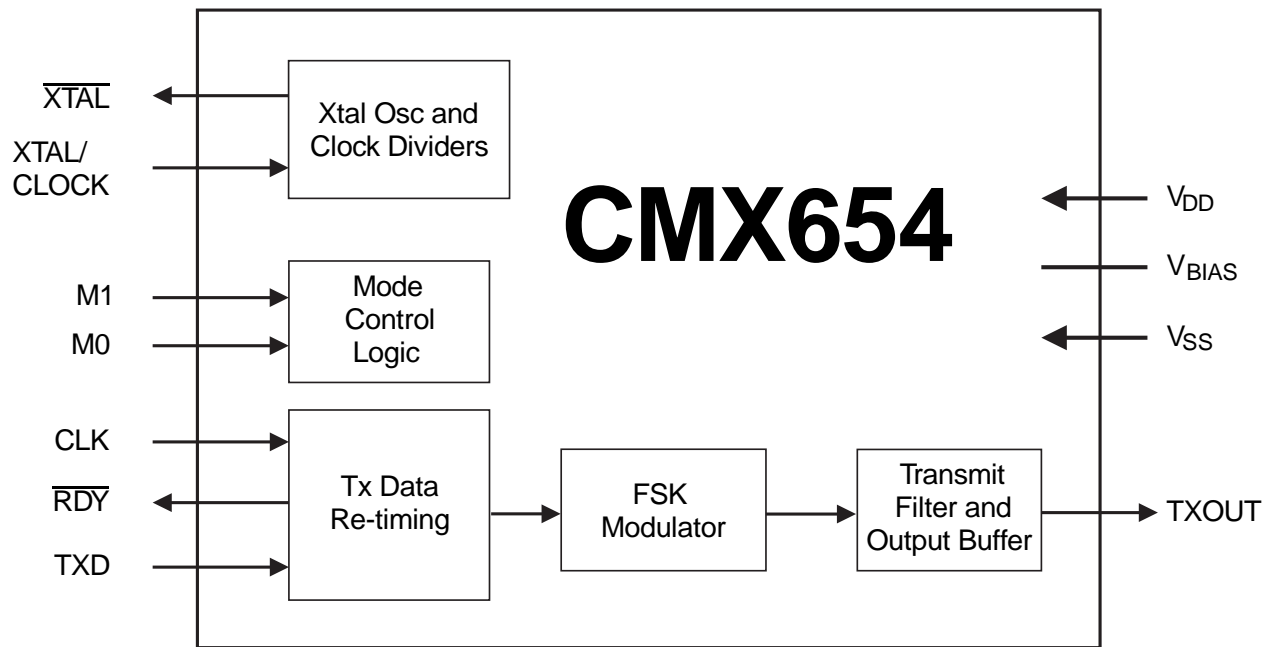 XTAL
XTAL/
CLOCK
Xtal Osc and
Clock Dividers
CMX654
VDD
VBIAS
VSS
M1
M0
Mode
Control
Logic
CLK
RDY
TXD
Tx Data
Re-timing
FSK
Modulator
Transmit
Filter and
Output Buffer
TXOUT